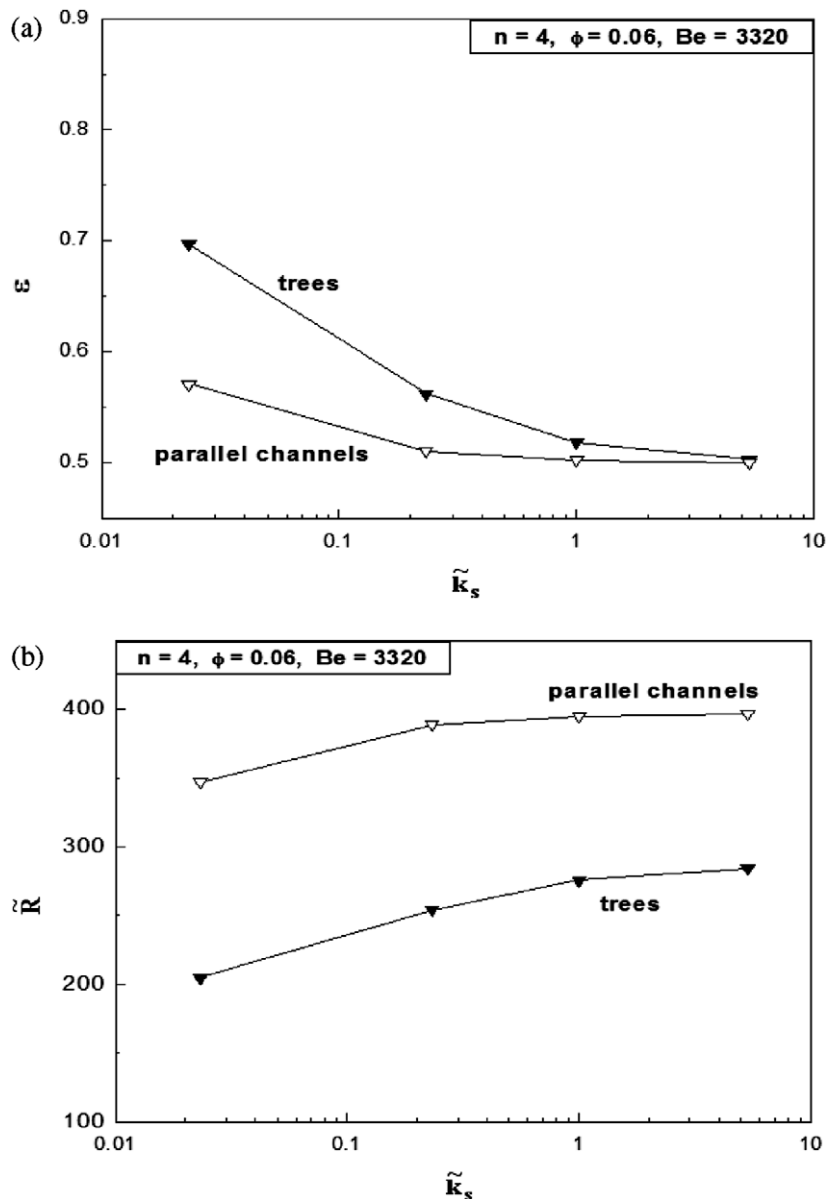 (a)
n = 4, ϕ = 0.06, Be = 3320
0.9
0.8
0.7
0.6
0.5
ε
trees
parallel channels
0.01 0.1 1 10
k̃ₛ
(b)
n = 4, ϕ = 0.06, Be = 3320
parallel channels
400
300
200
100
R̃
trees
0.01 0.1 1 10
k̃ₛ